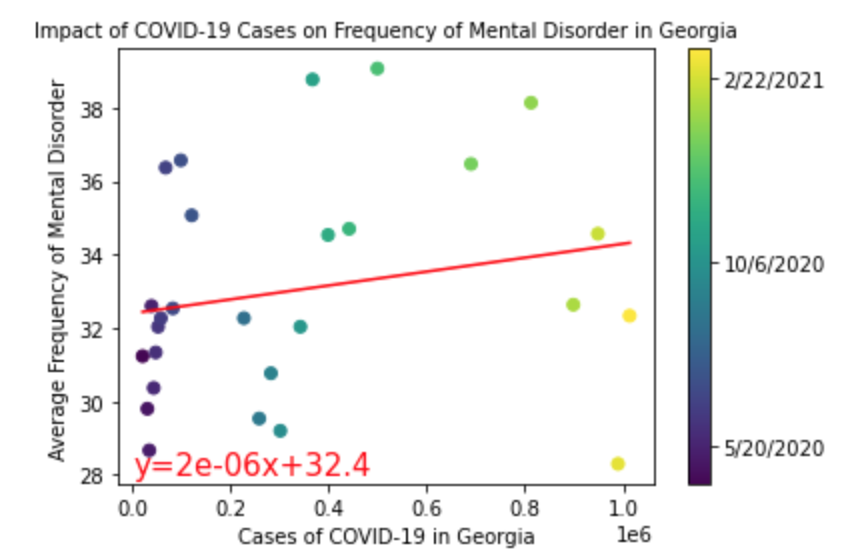 Impact of COVID-19 Cases on Frequency of Mental Disorder in Georgia
Average Frequency of Mental Disorder
38
36
34
32
30
28
y=2e-06x+32.4
0.0 0.2 0.4 0.6 0.8 1.0
1e6
Cases of COVID-19 in Georgia
2/22/2021
10/6/2020
5/20/2020